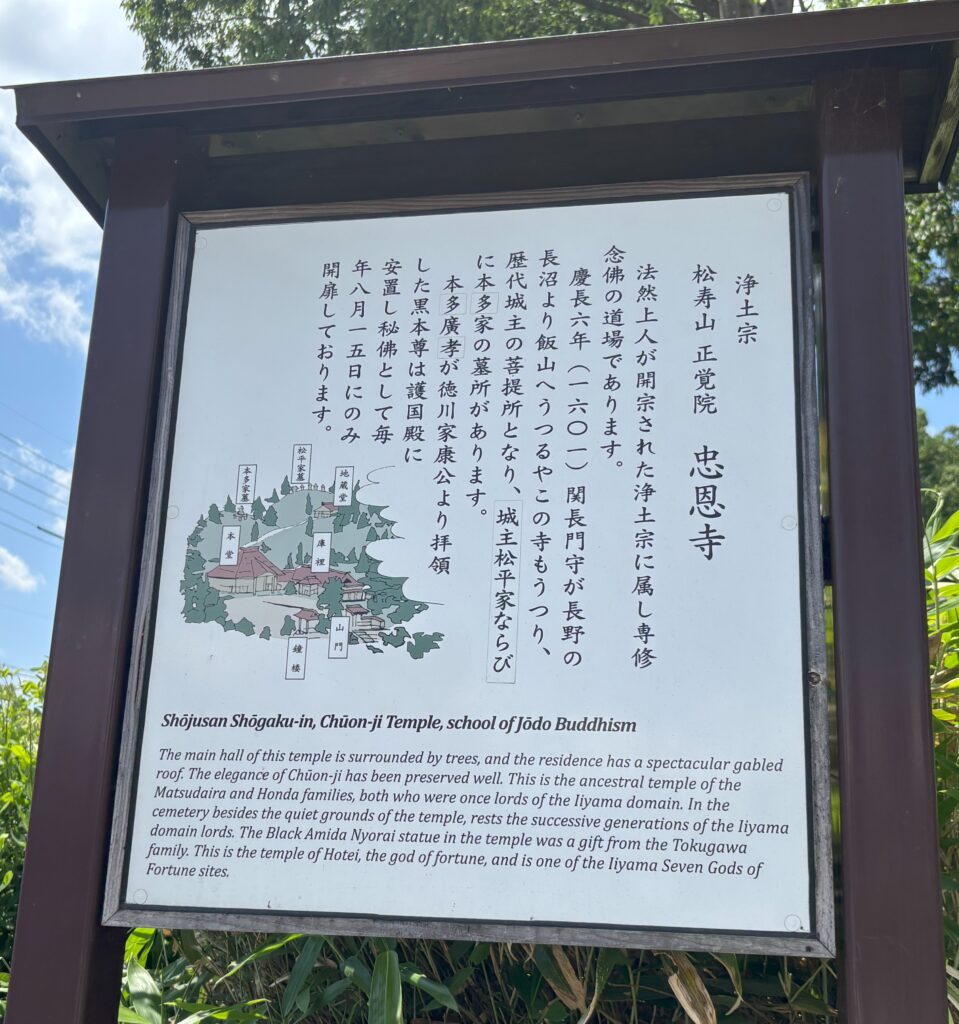 浄土宗
松寿山 正覚院 忠恩寺
法然上人が開宗された浄土宗に属し専修
念佛の道場であります。
慶長六年（一六〇一）関長門守が長野の
長沼より飯山へうつるやこの寺もうつり、
歴代城主の菩提所となり、城主松平家ならび
に本多家の墓所があります。
本多廣孝が徳川家康公より拝領
した黒本尊は護国殿に
安置し秘佛として毎
年八月一五日にのみ
開扉しております。
松平家墓
本多家墓
地蔵堂
本堂
庫裡
山門
鐘楼
Shōjusan Shōgaku-in, Chūon-ji Temple, school of Jōdo Buddhism
The main hall of this temple is surrounded by trees, and the residence has a spectacular gabled
roof. The elegance of Chūon-ji has been preserved well. This is the ancestral temple of the
Matsudaira and Honda families, both who were once lords of the Iiyama domain. In the
cemetery besides the quiet grounds of the temple, rests the successive generations of the Iiyama
domain lords. The Black Amida Nyorai statue in the temple was a gift from the Tokugawa
family. This is the temple of Hotei, the god of fortune, and is one of the Iiyama Seven Gods of
Fortune sites.